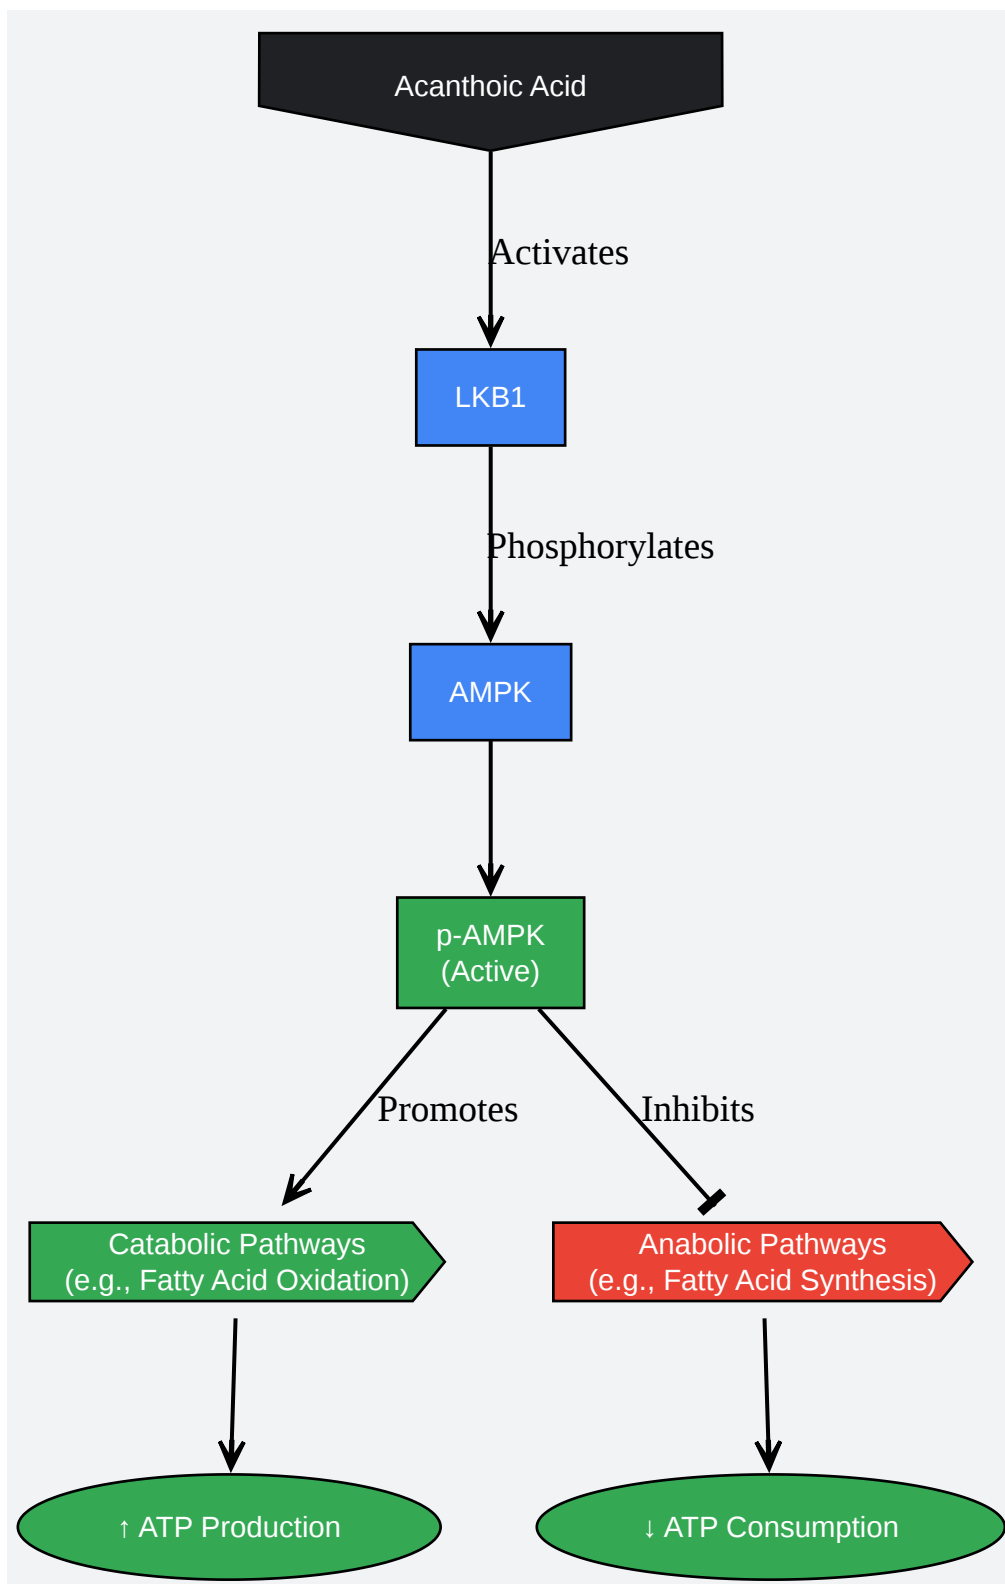 Acanthoic Acid
Activates
LKB1
Phosphorylates
AMPK
p-AMPK
(Active)
Promotes
Inhibits
Catabolic Pathways
(e.g., Fatty Acid Oxidation)
Anabolic Pathways
(e.g., Fatty Acid Synthesis)
↑ ATP Production
↓ ATP Consumption